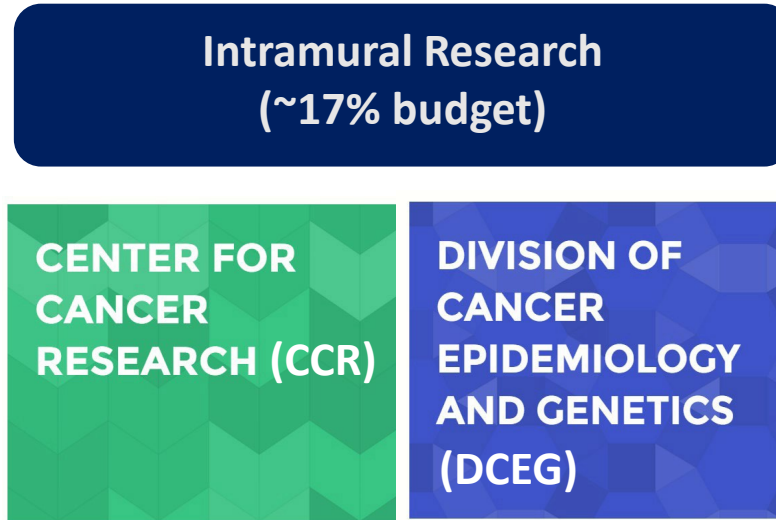 Intramural Research
(~17% budget)
CENTER FOR
CANCER
RESEARCH (CCR)
DIVISION OF
CANCER
EPIDEMIOLOGY
AND GENETICS
(DCEG)